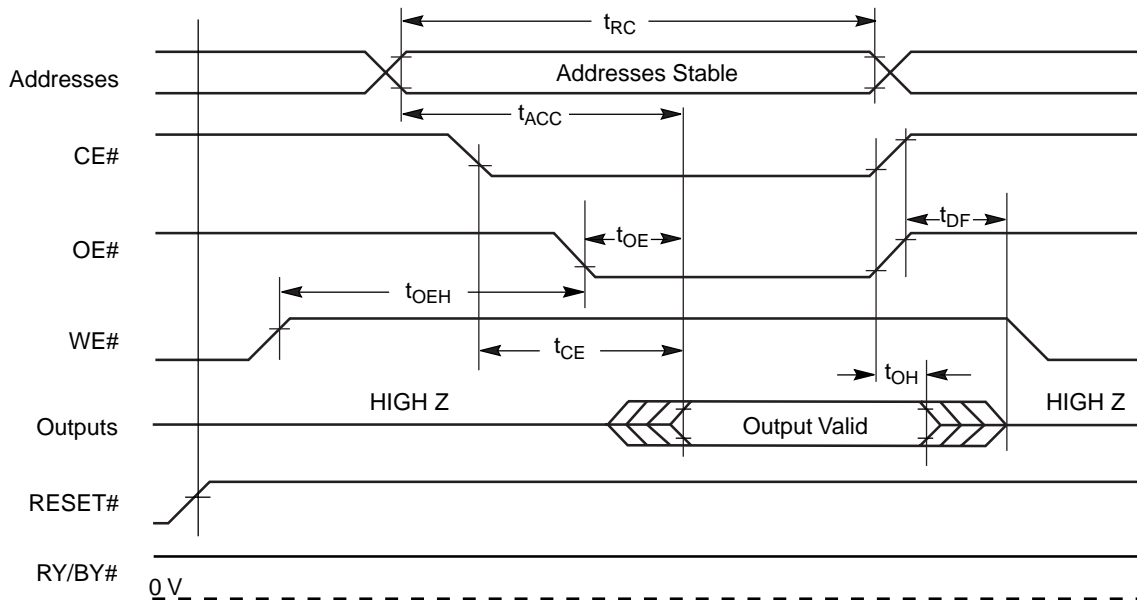 tRC
Addresses
Addresses Stable
tACC
CE#
tDF
OE#
tOE
tOEH
WE#
tCE
tOH
HIGH Z
HIGH Z
Outputs
Output Valid
RESET#
RY/BY#
0 V